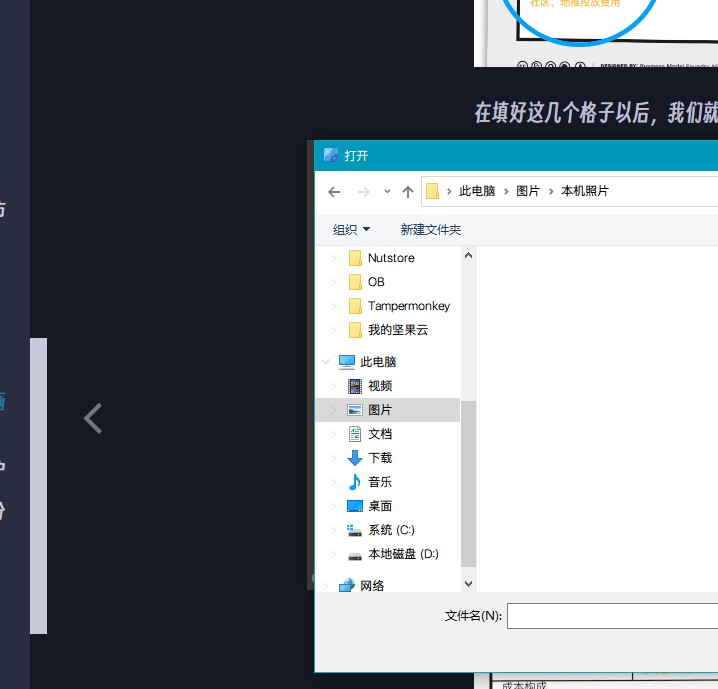 社区、地推投放费用
DESIGNED BY: Business Model Foundry AG
在填好这几个格子以后，我们就
打开
此电脑 › 图片 › 本机照片
组织
新建文件夹
Nutstore
OB
Tampermonkey
我的坚果云
此电脑
视频
图片
文档
下载
音乐
桌面
系统 (C:)
本地磁盘 (D:)
网络
文件名(N):
成本构成